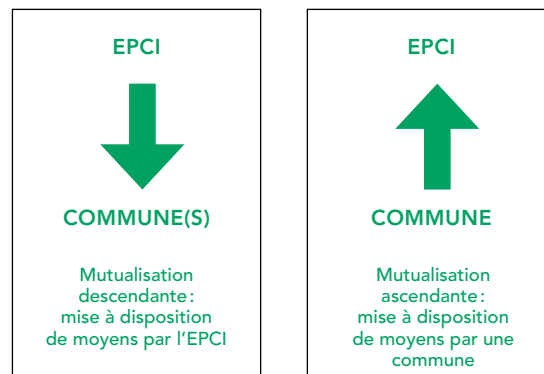 EPCI
COMMUNE(S)
Mutualisation
descendante :
mise à disposition
de moyens par l'EPCI
EPCI
COMMUNE
Mutualisation
ascendante :
mise à disposition
de moyens par une
commune